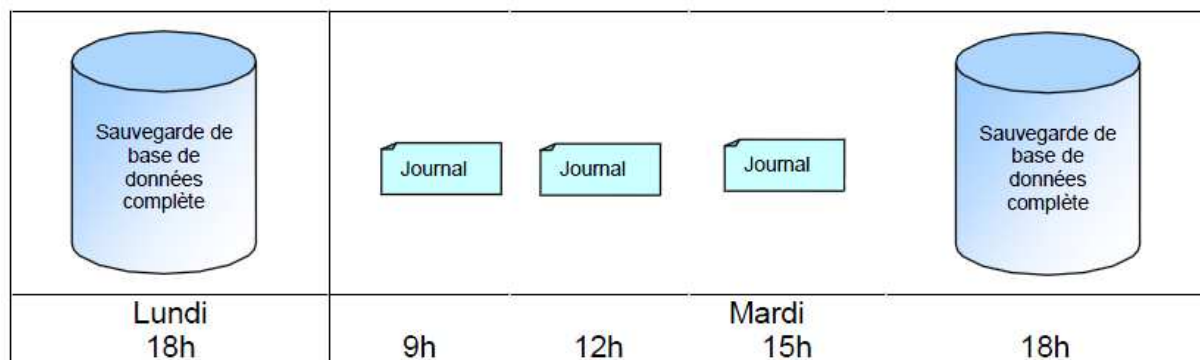 Sauvegarde de
base de
données
complète
Journal
Journal
Journal
Sauvegarde de
base de
données
complète
Lundi
18h
Mardi
9h
12h
15h
18h